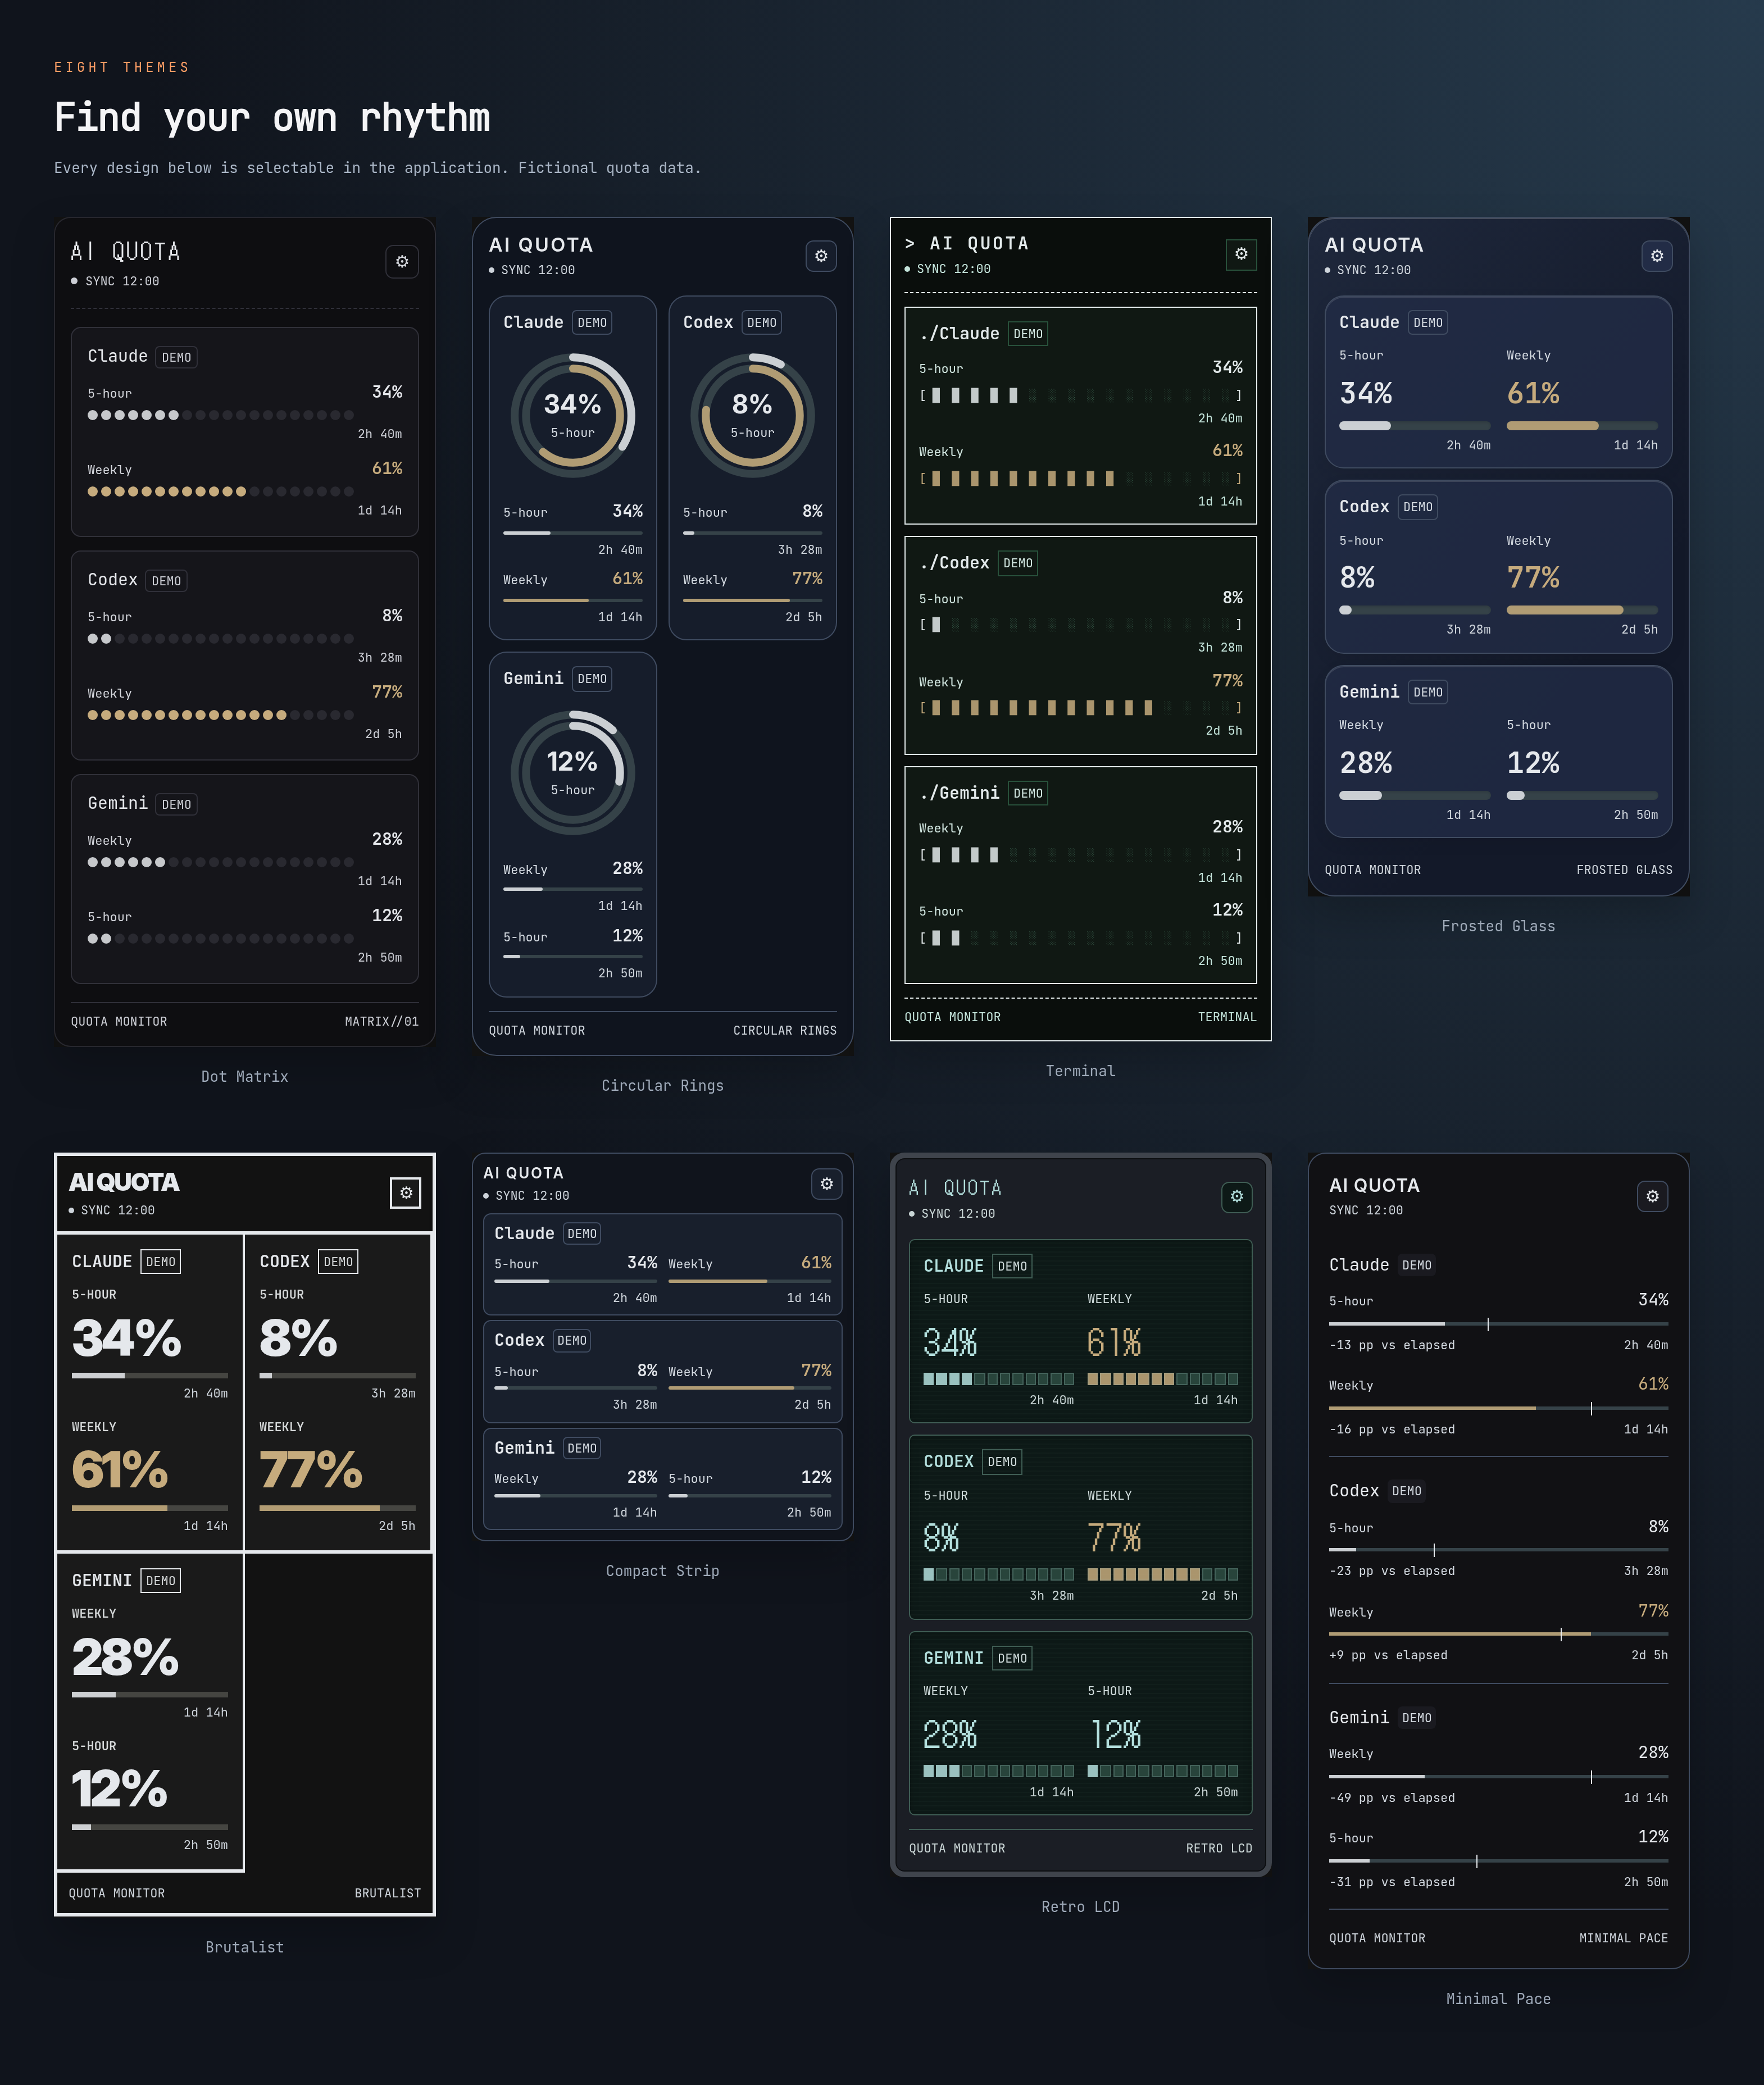 EIGHT THEMES
Find your own rhythm
Every design below is selectable in the application. Fictional quota data.
AI QUOTA
SYNC 12:00
Claude DEMO
5-hour 34%
2h 40m
Weekly 61%
1d 14h
Codex DEMO
5-hour 8%
3h 28m
Weekly 77%
2d 5h
Gemini DEMO
Weekly 28%
1d 14h
5-hour 12%
2h 50m
QUOTA MONITOR MATRIX//01
Dot Matrix
AI QUOTA
SYNC 12:00
Claude DEMO
34%
5-hour
5-hour 34%
2h 40m
Weekly 61%
1d 14h
Codex DEMO
8%
5-hour
5-hour 8%
3h 28m
Weekly 77%
2d 5h
Gemini DEMO
12%
5-hour
Weekly 28%
1d 14h
5-hour 12%
2h 50m
QUOTA MONITOR CIRCULAR RINGS
Circular Rings
> AI QUOTA
SYNC 12:00
./Claude DEMO
5-hour 34%
[ ]
2h 40m
Weekly 61%
[ ]
1d 14h
./Codex DEMO
5-hour 8%
[ ]
3h 28m
Weekly 77%
[ ]
2d 5h
./Gemini DEMO
Weekly 28%
[ ]
1d 14h
5-hour 12%
[ ]
2h 50m
QUOTA MONITOR TERMINAL
Terminal
AI QUOTA
SYNC 12:00
Claude DEMO
5-hour Weekly
34% 61%
2h 40m 1d 14h
Codex DEMO
5-hour Weekly
8% 77%
3h 28m 2d 5h
Gemini DEMO
Weekly 5-hour
28% 12%
1d 14h 2h 50m
QUOTA MONITOR FROSTED GLASS
Frosted Glass
AI QUOTA
SYNC 12:00
CLAUDE DEMO
5-HOUR
34%
2h 40m
WEEKLY
61%
1d 14h
CODEX DEMO
5-HOUR
8%
3h 28m
WEEKLY
77%
2d 5h
GEMINI DEMO
WEEKLY
28%
1d 14h
5-HOUR
12%
2h 50m
QUOTA MONITOR BRUTALIST
Brutalist
AI QUOTA
SYNC 12:00
Claude DEMO
5-hour 34% Weekly 61%
2h 40m 1d 14h
Codex DEMO
5-hour 8% Weekly 77%
3h 28m 2d 5h
Gemini DEMO
Weekly 28% 5-hour 12%
1d 14h 2h 50m
Compact Strip
AI QUOTA
SYNC 12:00
CLAUDE DEMO
5-HOUR WEEKLY
34% 61%
2h 40m 1d 14h
CODEX DEMO
5-HOUR WEEKLY
8% 77%
3h 28m 2d 5h
GEMINI DEMO
WEEKLY 5-HOUR
28% 12%
1d 14h 2h 50m
QUOTA MONITOR RETRO LCD
Retro LCD
AI QUOTA
SYNC 12:00
Claude DEMO
5-hour 34%
-13 pp vs elapsed 2h 40m
Weekly 61%
-16 pp vs elapsed 1d 14h
Codex DEMO
5-hour 8%
-23 pp vs elapsed 3h 28m
Weekly 77%
+9 pp vs elapsed 2d 5h
Gemini DEMO
Weekly 28%
-49 pp vs elapsed 1d 14h
5-hour 12%
-31 pp vs elapsed 2h 50m
QUOTA MONITOR MINIMAL PACE
Minimal Pace